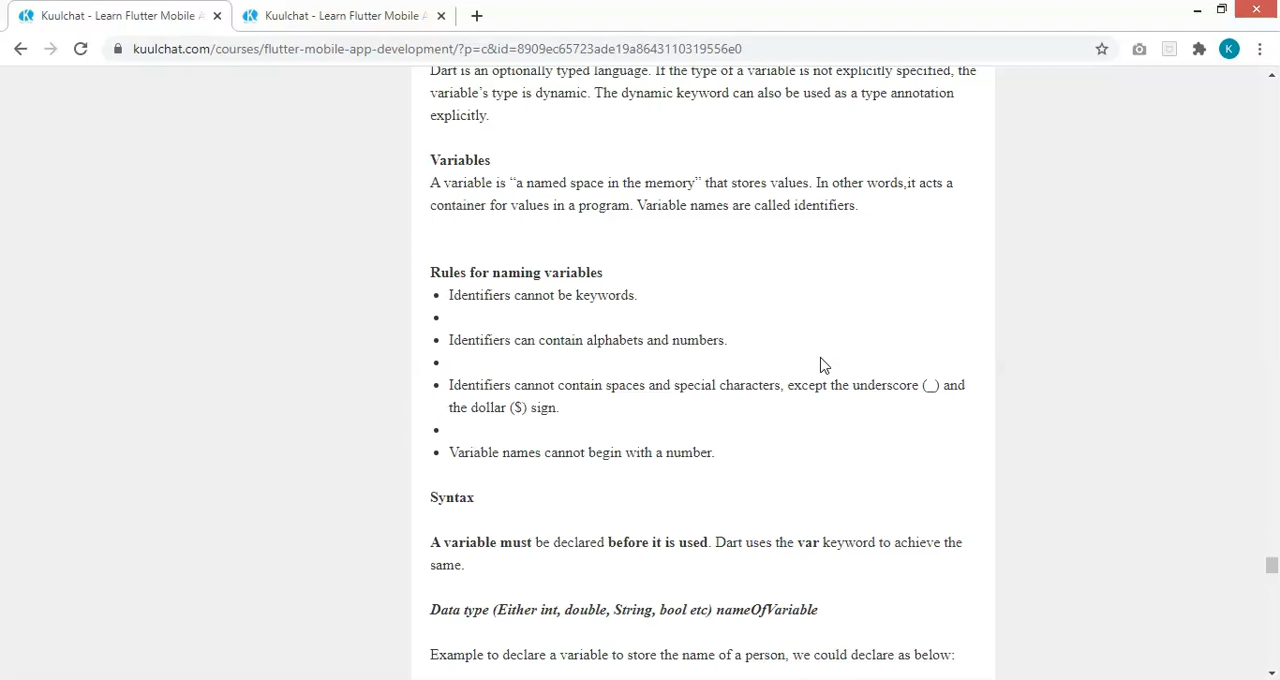 Kuulchat - Learn Flutter Mobile A
Kuulchat - Learn Flutter Mobile A
kuulchat.com/courses/flutter-mobile-app-development/?p=c&id=8909ec65723ade19a8643110319556e0
K
Dart is an optionally typed language. If the type of a variable is not explicitly specified, the
variable’s type is dynamic. The dynamic keyword can also be used as a type annotation
explicitly.
Variables
A variable is “a named space in the memory” that stores values. In other words,it acts a
container for values in a program. Variable names are called identifiers.
Rules for naming variables
• Identifiers cannot be keywords.
•
• Identifiers can contain alphabets and numbers.
•
• Identifiers cannot contain spaces and special characters, except the underscore (_) and
the dollar ($) sign.
•
• Variable names cannot begin with a number.
Syntax
A variable must be declared before it is used. Dart uses the var keyword to achieve the
same.
Data type (Either int, double, String, bool etc) nameOfVariable
Example to declare a variable to store the name of a person, we could declare as below: